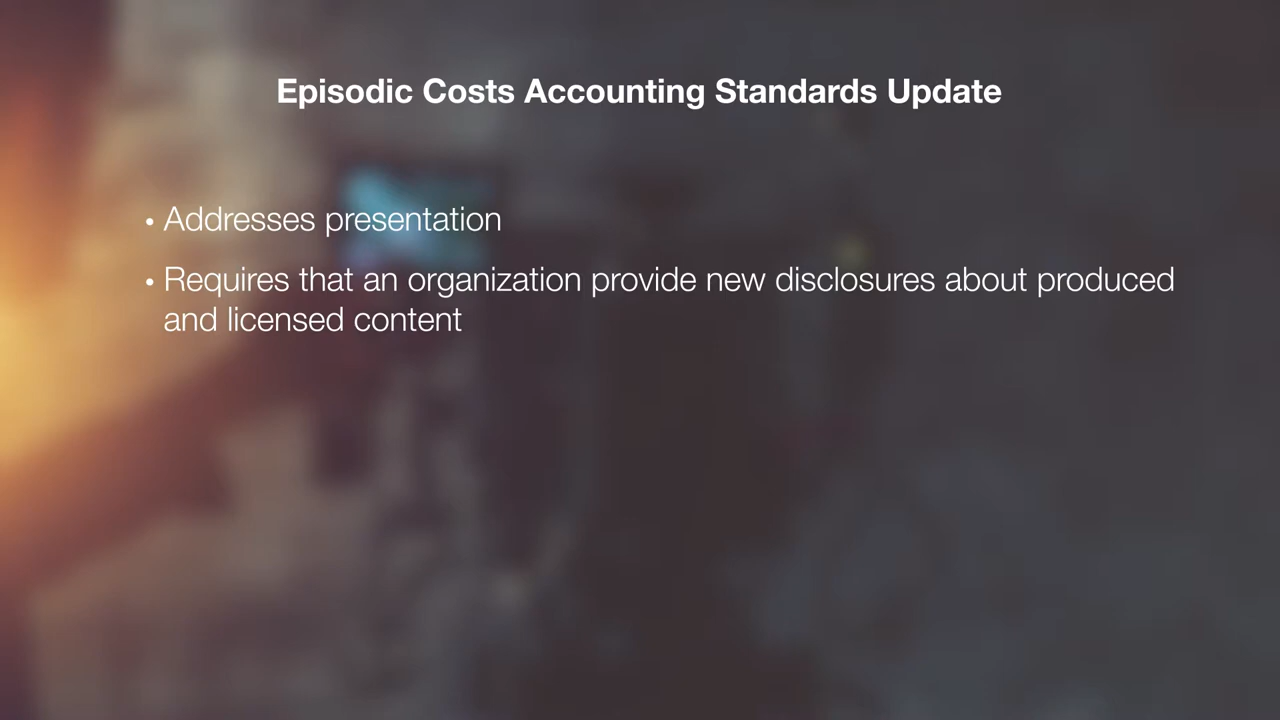 Episodic Costs Accounting Standards Update
• Addresses presentation
• Requires that an organization provide new disclosures about produced
and licensed content